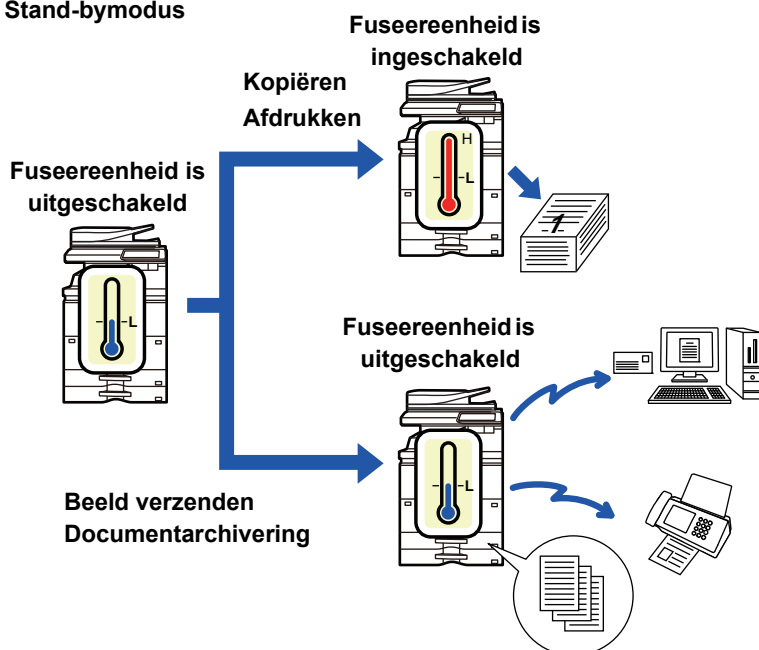 Stand-bymodus
Fuseereenheid is
ingeschakeld
Kopiëren
Afdrukken
H
L
1
Fuseereenheid is
uitgeschakeld
L
Fuseereenheid is
uitgeschakeld
L
Beeld verzenden
Documentarchivering